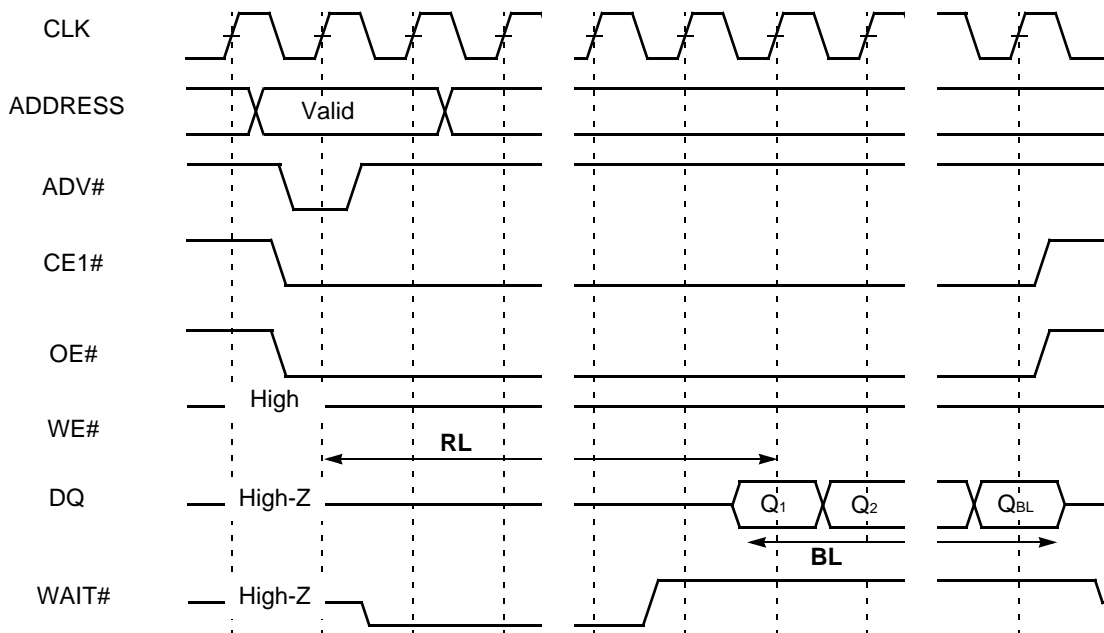 CLK
ADDRESS
Valid
ADV#
CE1#
OE#
High
WE#
RL
DQ
High-Z
Q1
Q2
QBL
BL
WAIT#
High-Z